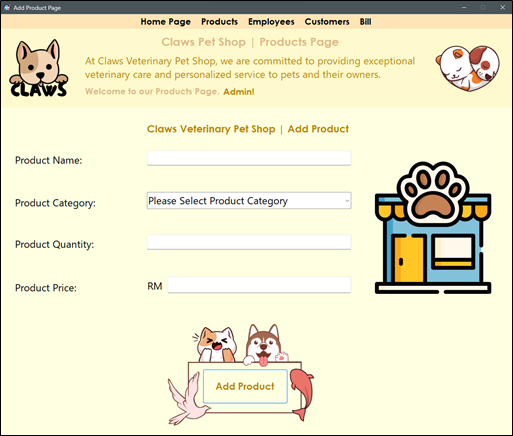 Add Product Page
Home Page Products Employees Customers Bill
Claws Pet Shop | Products Page
At Claws Veterinary Pet Shop, we are committed to providing exceptional
veterinary care and personalized service to pets and their owners.
Welcome to our Products Page, Admin!
CLAWS
Claws Veterinary Pet Shop | Add Product
Product Name:
Product Category: Please Select Product Category
Product Quantity:
Product Price: RM
Add Product